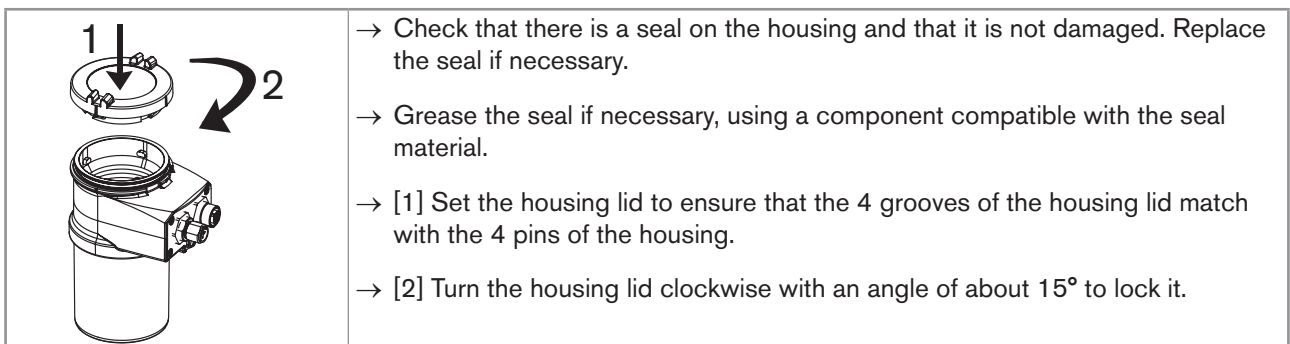 1
2
→ Check that there is a seal on the housing and that it is not damaged. Replace
the seal if necessary.
→ Grease the seal if necessary, using a component compatible with the seal
material.
→ [1] Set the housing lid to ensure that the 4 grooves of the housing lid match
with the 4 pins of the housing.
→ [2] Turn the housing lid clockwise with an angle of about 15° to lock it.